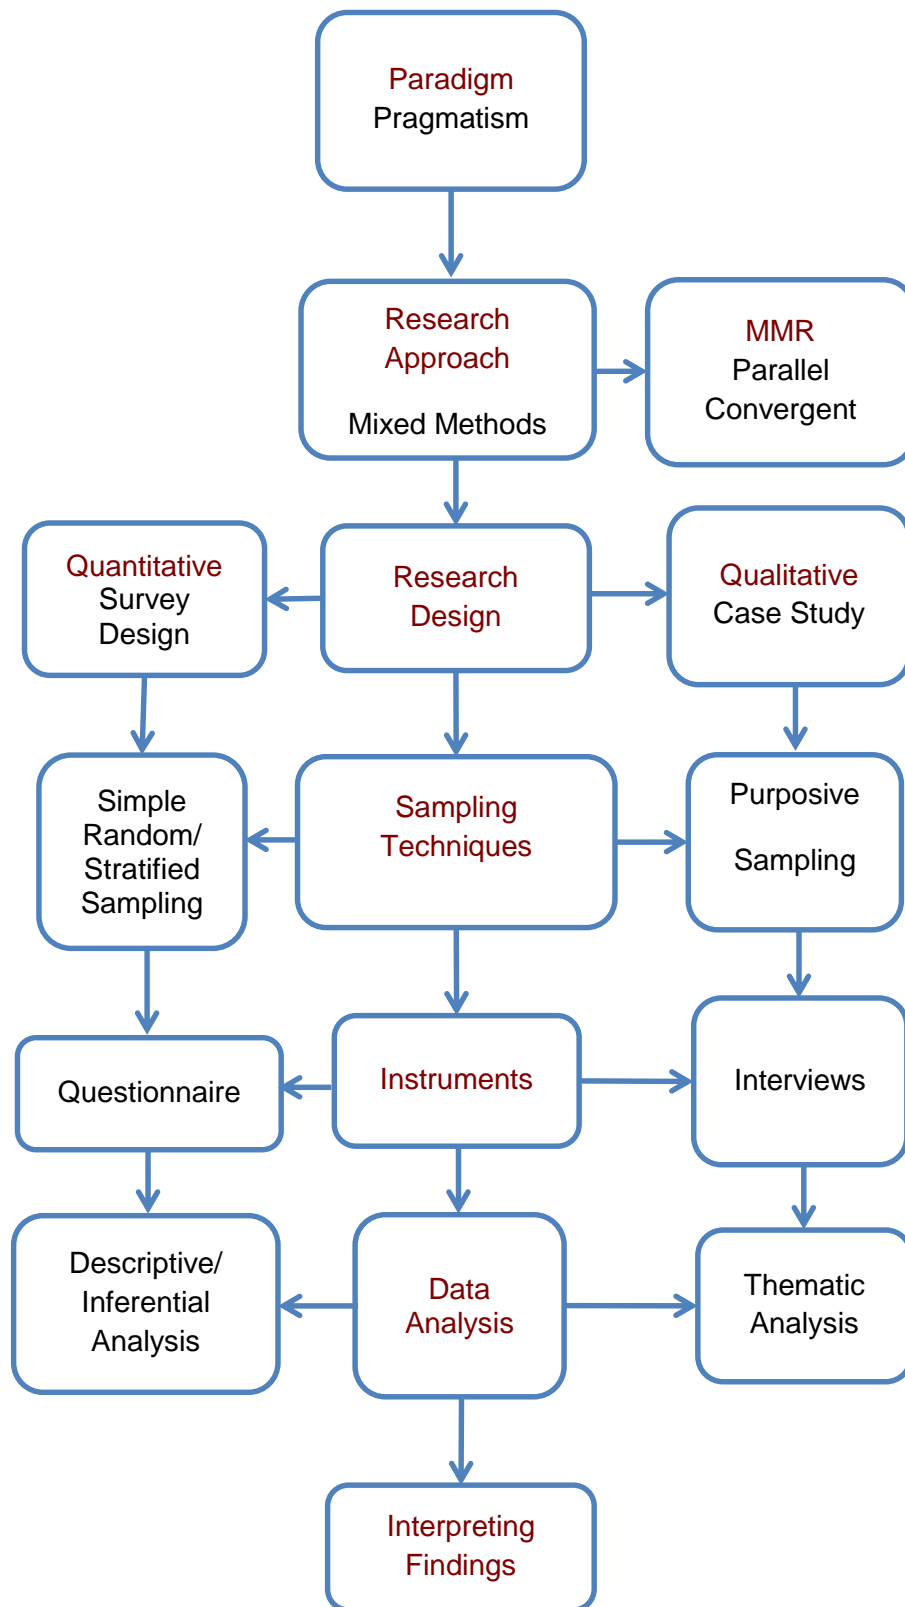 Paradigm
Pragmatism
Research
Approach
Mixed Methods
MMR
Parallel
Convergent
Quantitative
Survey
Design
Research
Design
Qualitative
Case Study
Simple
Random/
Stratified
Sampling
Sampling
Techniques
Purposive
Sampling
Questionnaire
Instruments
Interviews
Descriptive/
Inferential
Analysis
Data
Analysis
Thematic
Analysis
Interpreting
Findings